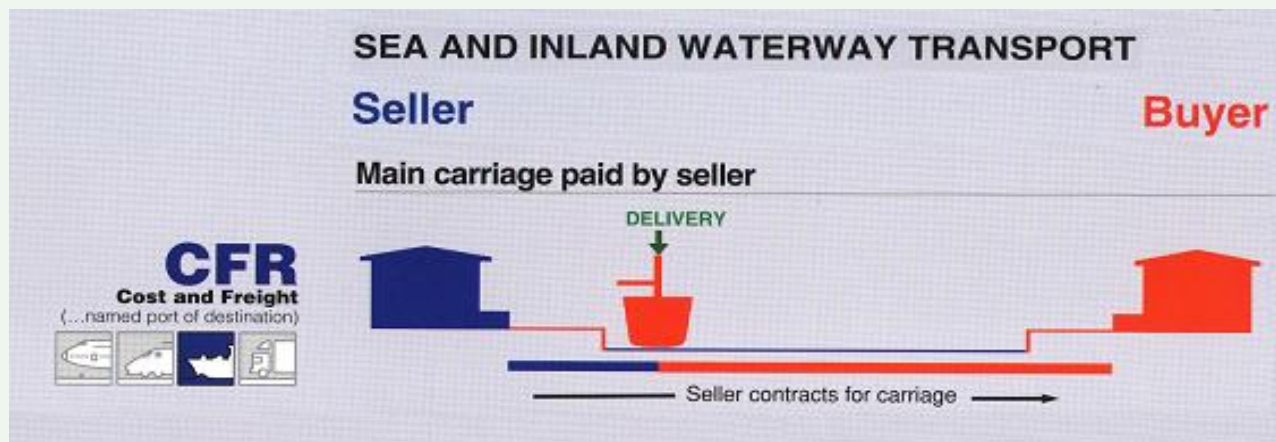 SEA AND INLAND WATERWAY TRANSPORT
Seller
Buyer
Main carriage paid by seller
DELIVERY
CFR
Cost and Freight
(...named port of destination)
Seller contracts for carriage